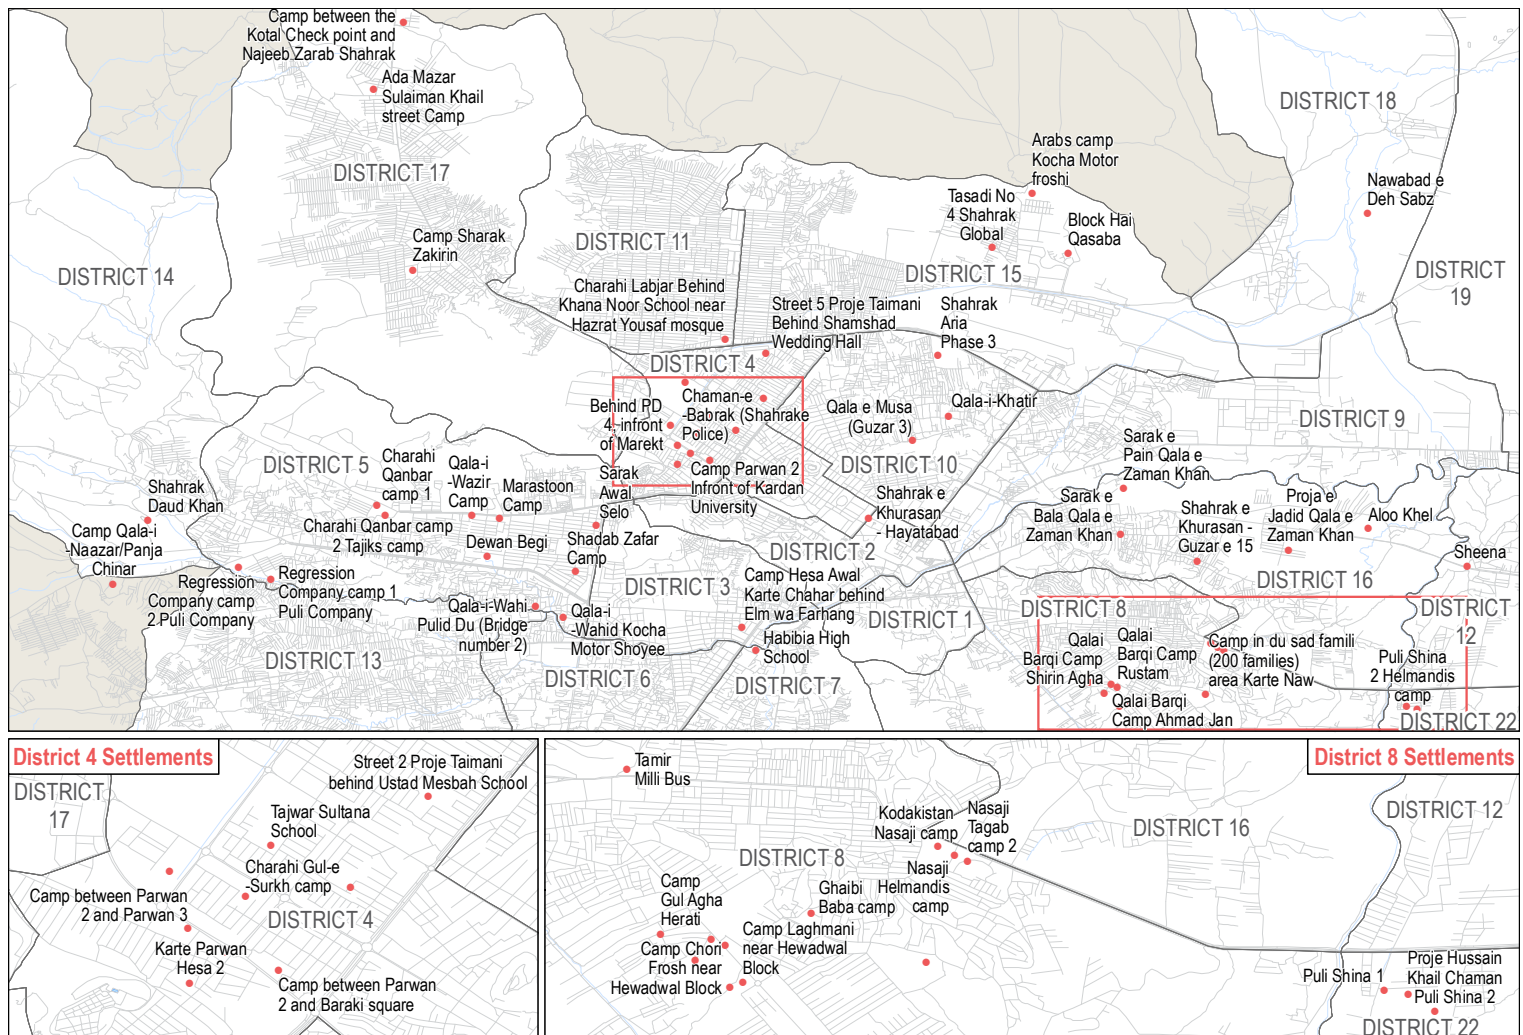 Camp between the
Kotal Check point and
Najeeb Zarab Shahrak
Ada Mazar
Sulaiman Khail
street Camp
DISTRICT 17
Camp Sharak
Zakirin
DISTRICT 14
DISTRICT 11
Charahi Labjar Behind
Khana Noor School near
Hazrat Yousaf mosque
DISTRICT 18
Arabs camp
Kocha Motor
froshi
Tasadi No
4 Shahrak
Global
Block Hai
Qasaba
Nawabad e
Deh Sabz
DISTRICT 15
DISTRICT
19
Street 5 Proje Taimani
Behind Shamshad
Wedding Hall
Shahrak
Aria
Phase 3
DISTRICT 4
Behind PD
4, infront
of Marekt
Chaman-e
-Babrak (Shahrake
Police)
Qala e Musa
(Guzar 3)
Qala-i-Khatif
DISTRICT 9
DISTRICT 5
Charahi
Qanbar
camp 1
Qala-i
-Wazir
Camp
Marastoon
Camp
Sarak
Awal
Selo
Camp Parwan 2
Infront of Kardan
University
DISTRICT 10
Sarak e
Pain Qala e
Zaman Khan
Shahrak
Daud Khan
Charahi Qanbar camp
2 Tajiks camp
Shahrak e
Khurasan
- Hayatabad
Sarak e
Bala Qala e
Zaman Khan
Shahrak e
Khurasan -
Guzar e 15
Proja e
Jadid Qala e
Zaman Khan
Aloo Khel
Camp Qala-i
-Naazar/Panja
Chinar
Dewan Begi
Shadab Zafar
Camp
DISTRICT 2
Sheena
Regression
Company camp
2 Puli Company
Regression
Company camp 1
Puli Company
DISTRICT 3
Camp Hesa Awal
Karte Chahar behind
Elm wa Farhang
DISTRICT 16
Qala-i-Wahi
Pulid Du (Bridge
number 2)
Qala-i
-Wahid Kocha
Motor Shoyee
DISTRICT 1
DISTRICT 8
DISTRICT
12
Habibia High
School
DISTRICT 13
DISTRICT 6
DISTRICT 7
Qalai
Barqi Camp
Shirin Agha
Qalai
Barqi Camp
Rustam
Camp in du sad famili
(200 families)
area Karte Naw
Puli Shina
2 Helmandis
camp
Qalai Barqi
Camp Ahmad Jan
DISTRICT 22
District 4 Settlements
DISTRICT
17
Street 2 Proje Taimani
behind Ustad Mesbah School
Tajwar Sultana
School
Charahi Gul-e
-Surkh camp
Camp between Parwan
2 and Parwan 3
DISTRICT 4
Karte Parwan
Hesa 2
Camp between Parwan
2 and Baraki square
District 8 Settlements
Tamir
Milli Bus
Kodakistan
Nasaji camp
Nasaji
Tagab
camp 2
DISTRICT 16
DISTRICT 12
DISTRICT 8
Nasaji
Helmandis
camp
Camp
Gul Agha
Herati
Ghaibi
Baba camp
Camp Laghmani
near Hewadwal
Block
Camp Chori
Frosh near
Hewadwal Block
Puli Shina 1
Proje Hussain
Khail Chaman
Puli Shina 2
DISTRICT 22